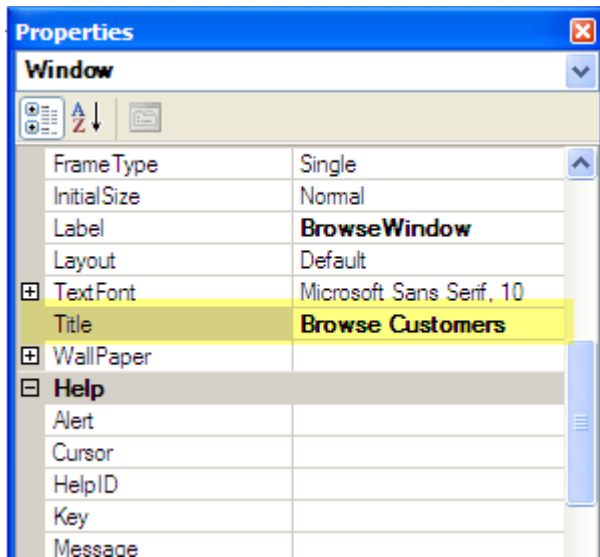 Properties
Window
FrameType Single
InitialSize Normal
Label BrowseWindow
Layout Default
TextFont Microsoft Sans Serif, 10
Title Browse Customers
WallPaper
Help
Alert
Cursor
HelpID
Key
Message